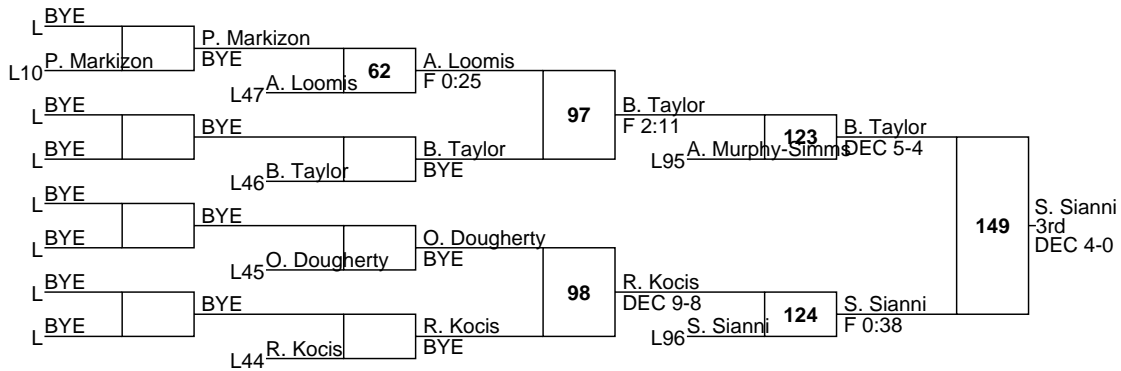 BYE
L
P. Markizon
BYE
L10 P. Markizon
62
A. Loomis
F 0:25
L47 A. Loomis
97
B. Taylor
F 2:11
BYE
L
BYE
L BYE
B. Taylor
BYE
L46 B. Taylor
123
B. Taylor
DEC 5-4
L95 A. Murphy-Simms
149
S. Sianni
3rd
DEC 4-0
BYE
L
BYE
L BYE
O. Dougherty
BYE
L45 O. Dougherty
98
R. Kocis
DEC 9-8
BYE
L
BYE
L BYE
R. Kocis
BYE
L44 R. Kocis
124
S. Sianni
F 0:38
L96 S. Sianni